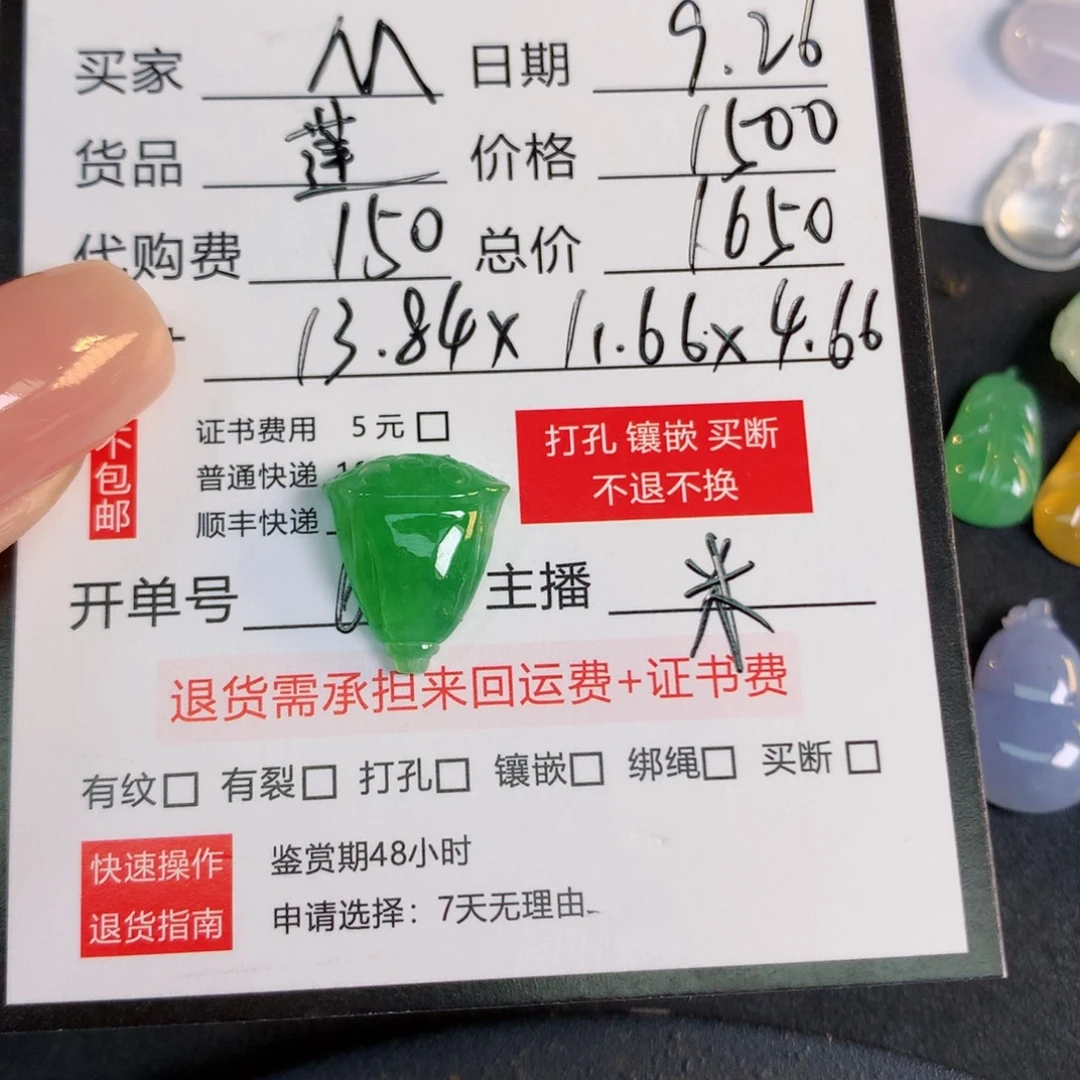 买家 M 日期 9.26
货品 莲 价格 1500
代购费 150 总价 1650
13.84x 11.66x 4.66
证书费用 5元
普通快递
顺丰快递
不包邮
打孔 镶嵌 买断
不退不换
开单号 主播 米
退货需承担来回运费+证书费
有纹 有裂 打孔 镶嵌 绑绳 买断
快速操作
退货指南
鉴赏期48小时
申请选择：7天无理由